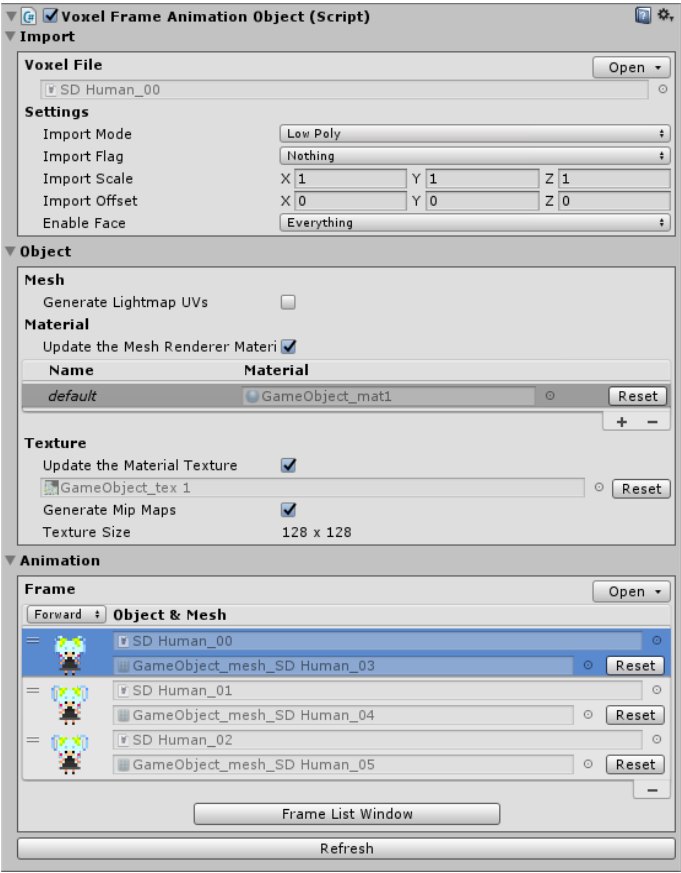 Voxel Frame Animation Object (Script)
Import
Voxel File
Open
SD Human_00
Settings
Import Mode Low Poly
Import Flag Nothing
Import Scale X 1 Y 1 Z 1
Import Offset X 0 Y 0 Z 0
Enable Face Everything
Object
Mesh
Generate Lightmap UVs
Material
Update the Mesh Renderer Materi
Name Material
default GameObject_mat1 Reset
+ −
Texture
Update the Material Texture
GameObject_tex 1 Reset
Generate Mip Maps
Texture Size 128 x 128
Animation
Frame Open
Forward Object & Mesh
SD Human_00
GameObject_mesh_SD Human_03 Reset
SD Human_01
GameObject_mesh_SD Human_04 Reset
SD Human_02
GameObject_mesh_SD Human_05 Reset
−
Frame List Window
Refresh